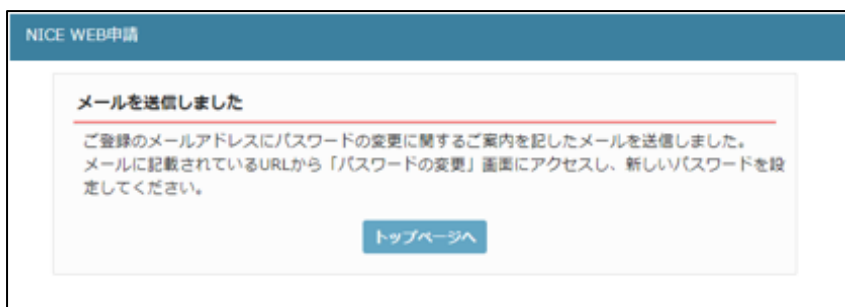 NICE WEB申請
メールを送信しました
ご登録のメールアドレスにパスワードの変更に関するご案内を記したメールを送信しました。
メールに記載されているURLから「パスワードの変更」画面にアクセスし、新しいパスワードを設
定してください。
トップページへ